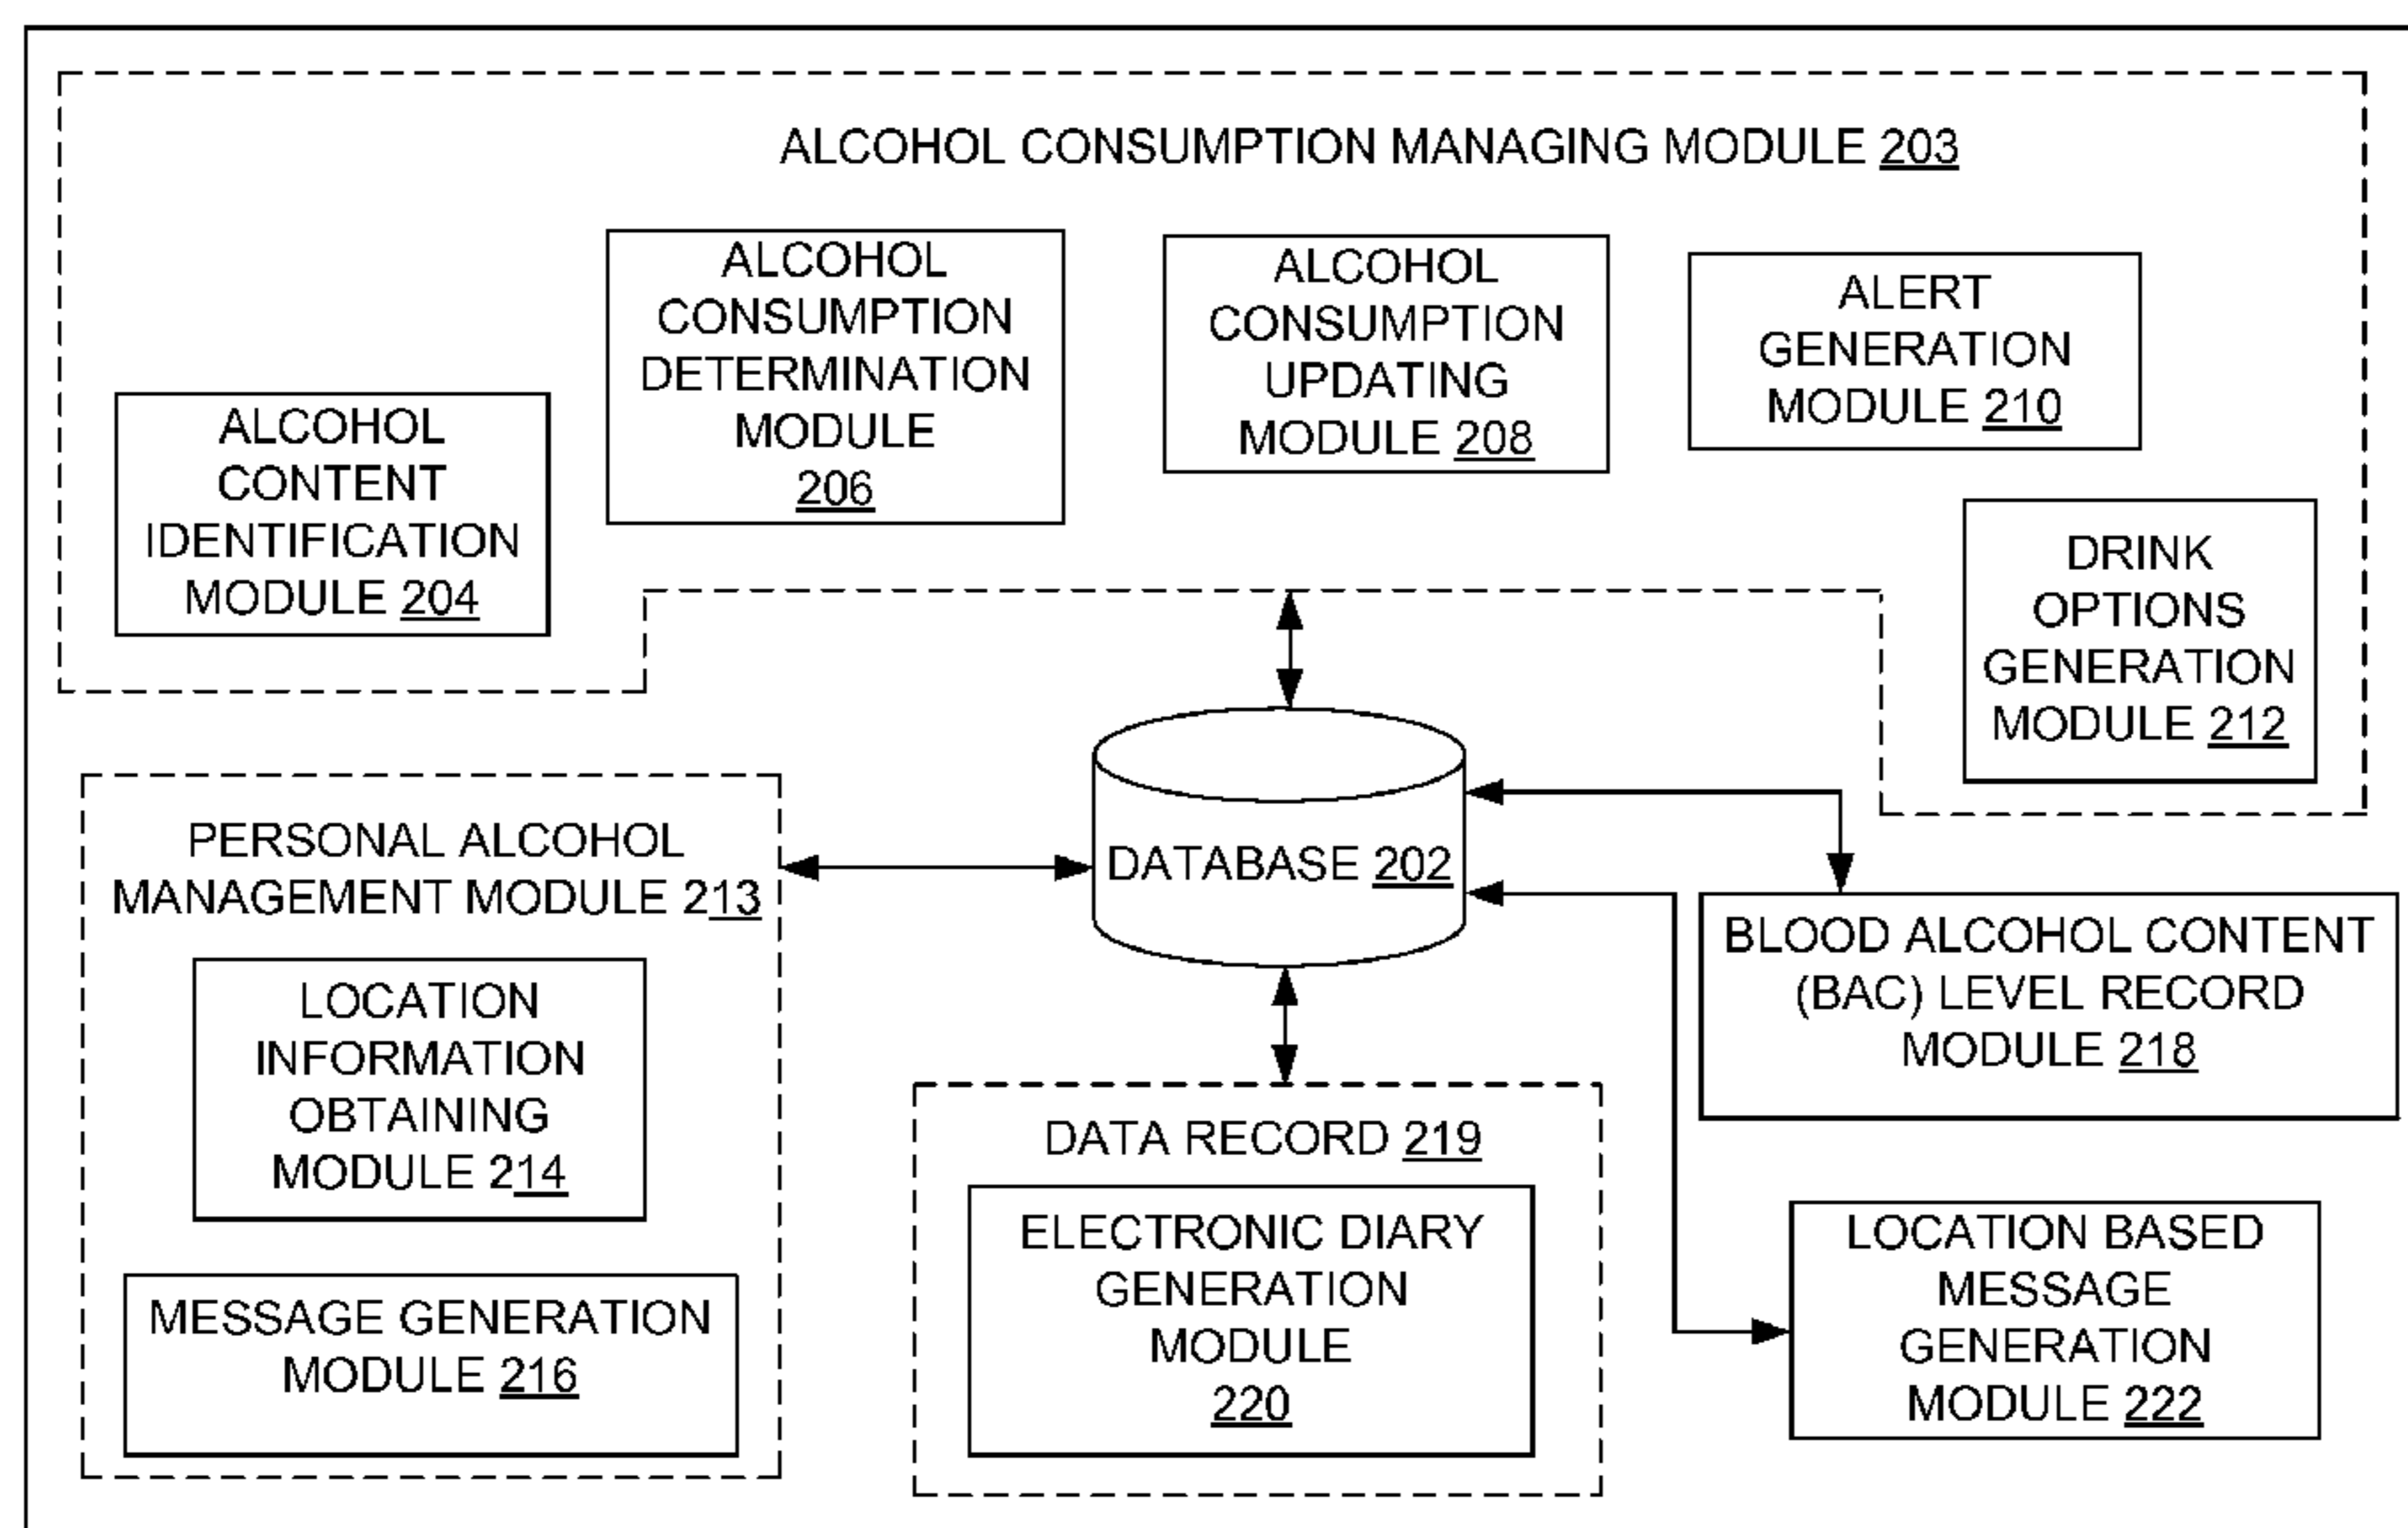 ALCOHOL CONSUMPTION MANAGING MODULE 203
ALCOHOL
CONTENT
IDENTIFICATION
MODULE 204
ALCOHOL
CONSUMPTION
DETERMINATION
MODULE
206
ALCOHOL
CONSUMPTION
UPDATING
MODULE 208
ALERT
GENERATION
MODULE 210
DRINK
OPTIONS
GENERATION
MODULE 212
PERSONAL ALCOHOL
MANAGEMENT MODULE 213
LOCATION
INFORMATION
OBTAINING
MODULE 214
MESSAGE GENERATION
MODULE 216
DATABASE 202
DATA RECORD 219
ELECTRONIC DIARY
GENERATION
MODULE
220
BLOOD ALCOHOL CONTENT
(BAC) LEVEL RECORD
MODULE 218
LOCATION BASED
MESSAGE
GENERATION
MODULE 222